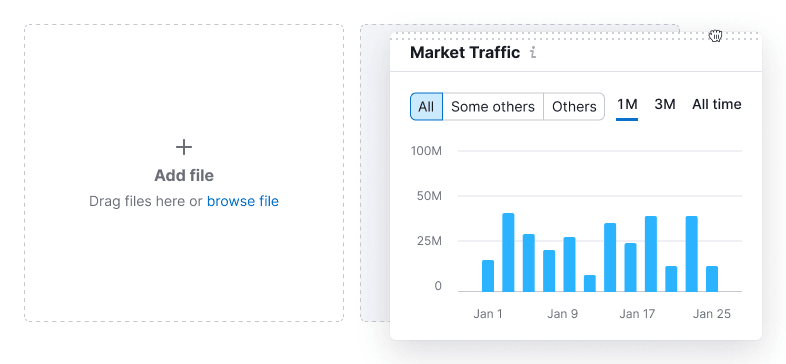 Add file
Drag files here or browse file
Market Traffic i
All Some others Others 1M 3M All time
100M
50M
25M
0
Jan 1 Jan 9 Jan 17 Jan 25